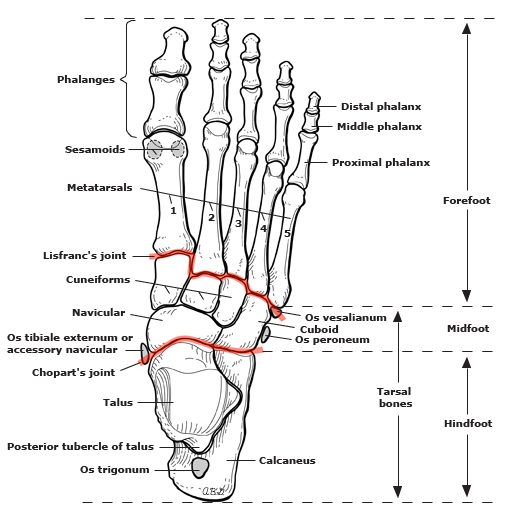 Phalanges
Distal phalanx
Middle phalanx
Sesamoids
Proximal phalanx
Metatarsals
Forefoot
1
2
3
4
5
Lisfranc's joint
Cuneiforms
Navicular
Os vesalianum
Cuboid
Midfoot
Os tibiale externum or
accessory navicular
Os peroneum
Chopart's joint
Tarsal
bones
Talus
Hindfoot
Posterior tubercle of talus
Calcaneus
Os trigonum